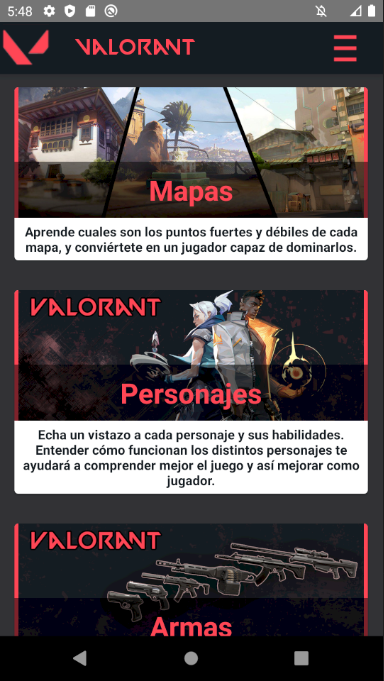 5:48
VALORANT
Mapas
Aprende cuales son los puntos fuertes y débiles de cada
mapa, y conviértete en un jugador capaz de dominarlos.
VALORANT
Personajes
Echa un vistazo a cada personaje y sus habilidades.
Entender cómo funcionan los distintos personajes te
ayudará a comprender mejor el juego y así mejorar como
jugador.
VALORANT
Armas